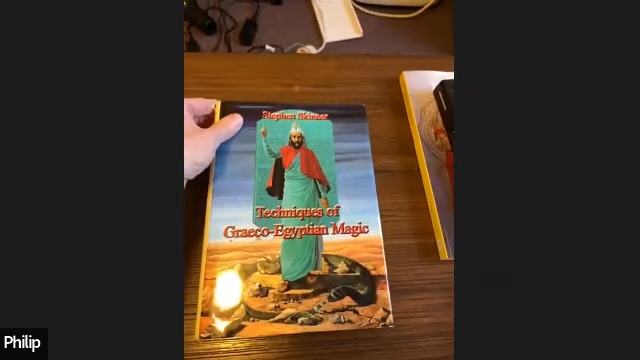 Stephen Skinner
Techniques of
Graeco-Egyptian Magic
Philip